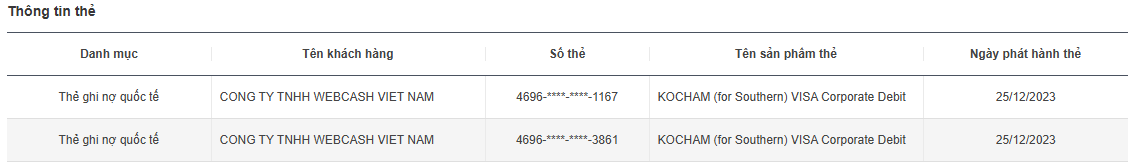 Thông tin thẻ
Danh mục Tên khách hàng Số thẻ Tên sản phẩm thẻ Ngày phát hành thẻ
Thẻ ghi nợ quốc tế CONG TY TNHH WEBCASH VIET NAM 4696-****-****-1167 KOCHAM (for Southern) VISA Corporate Debit 25/12/2023
Thẻ ghi nợ quốc tế CONG TY TNHH WEBCASH VIET NAM 4696-****-****-3861 KOCHAM (for Southern) VISA Corporate Debit 25/12/2023